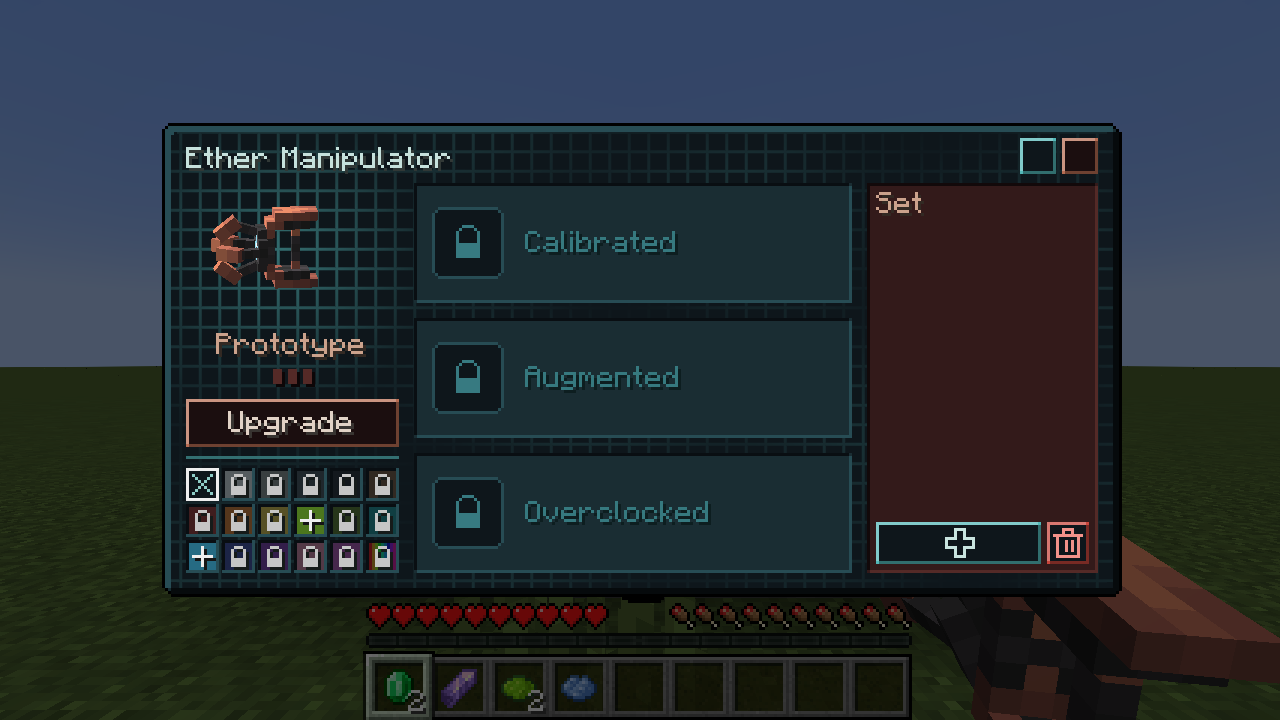 Ether Manipulator
Set
Calibrated
Prototype
Augmented
Upgrade
Overclocked
2
2